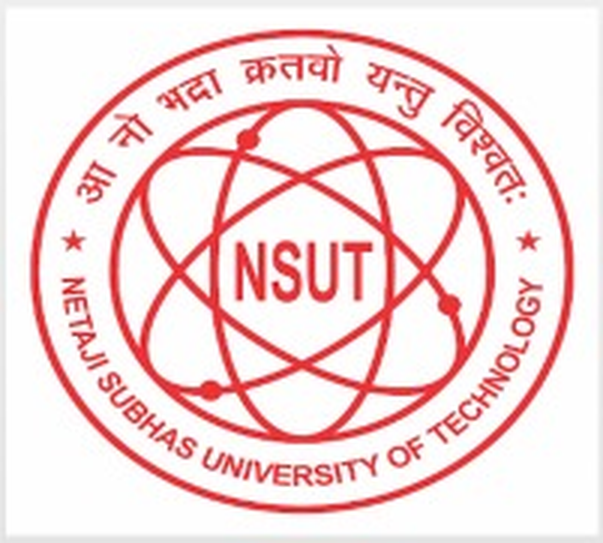 आ नो भद्रा क्रतवो यन्तु विश्वतः
NSUT
NETAJI SUBHAS UNIVERSITY OF TECHNOLOGY